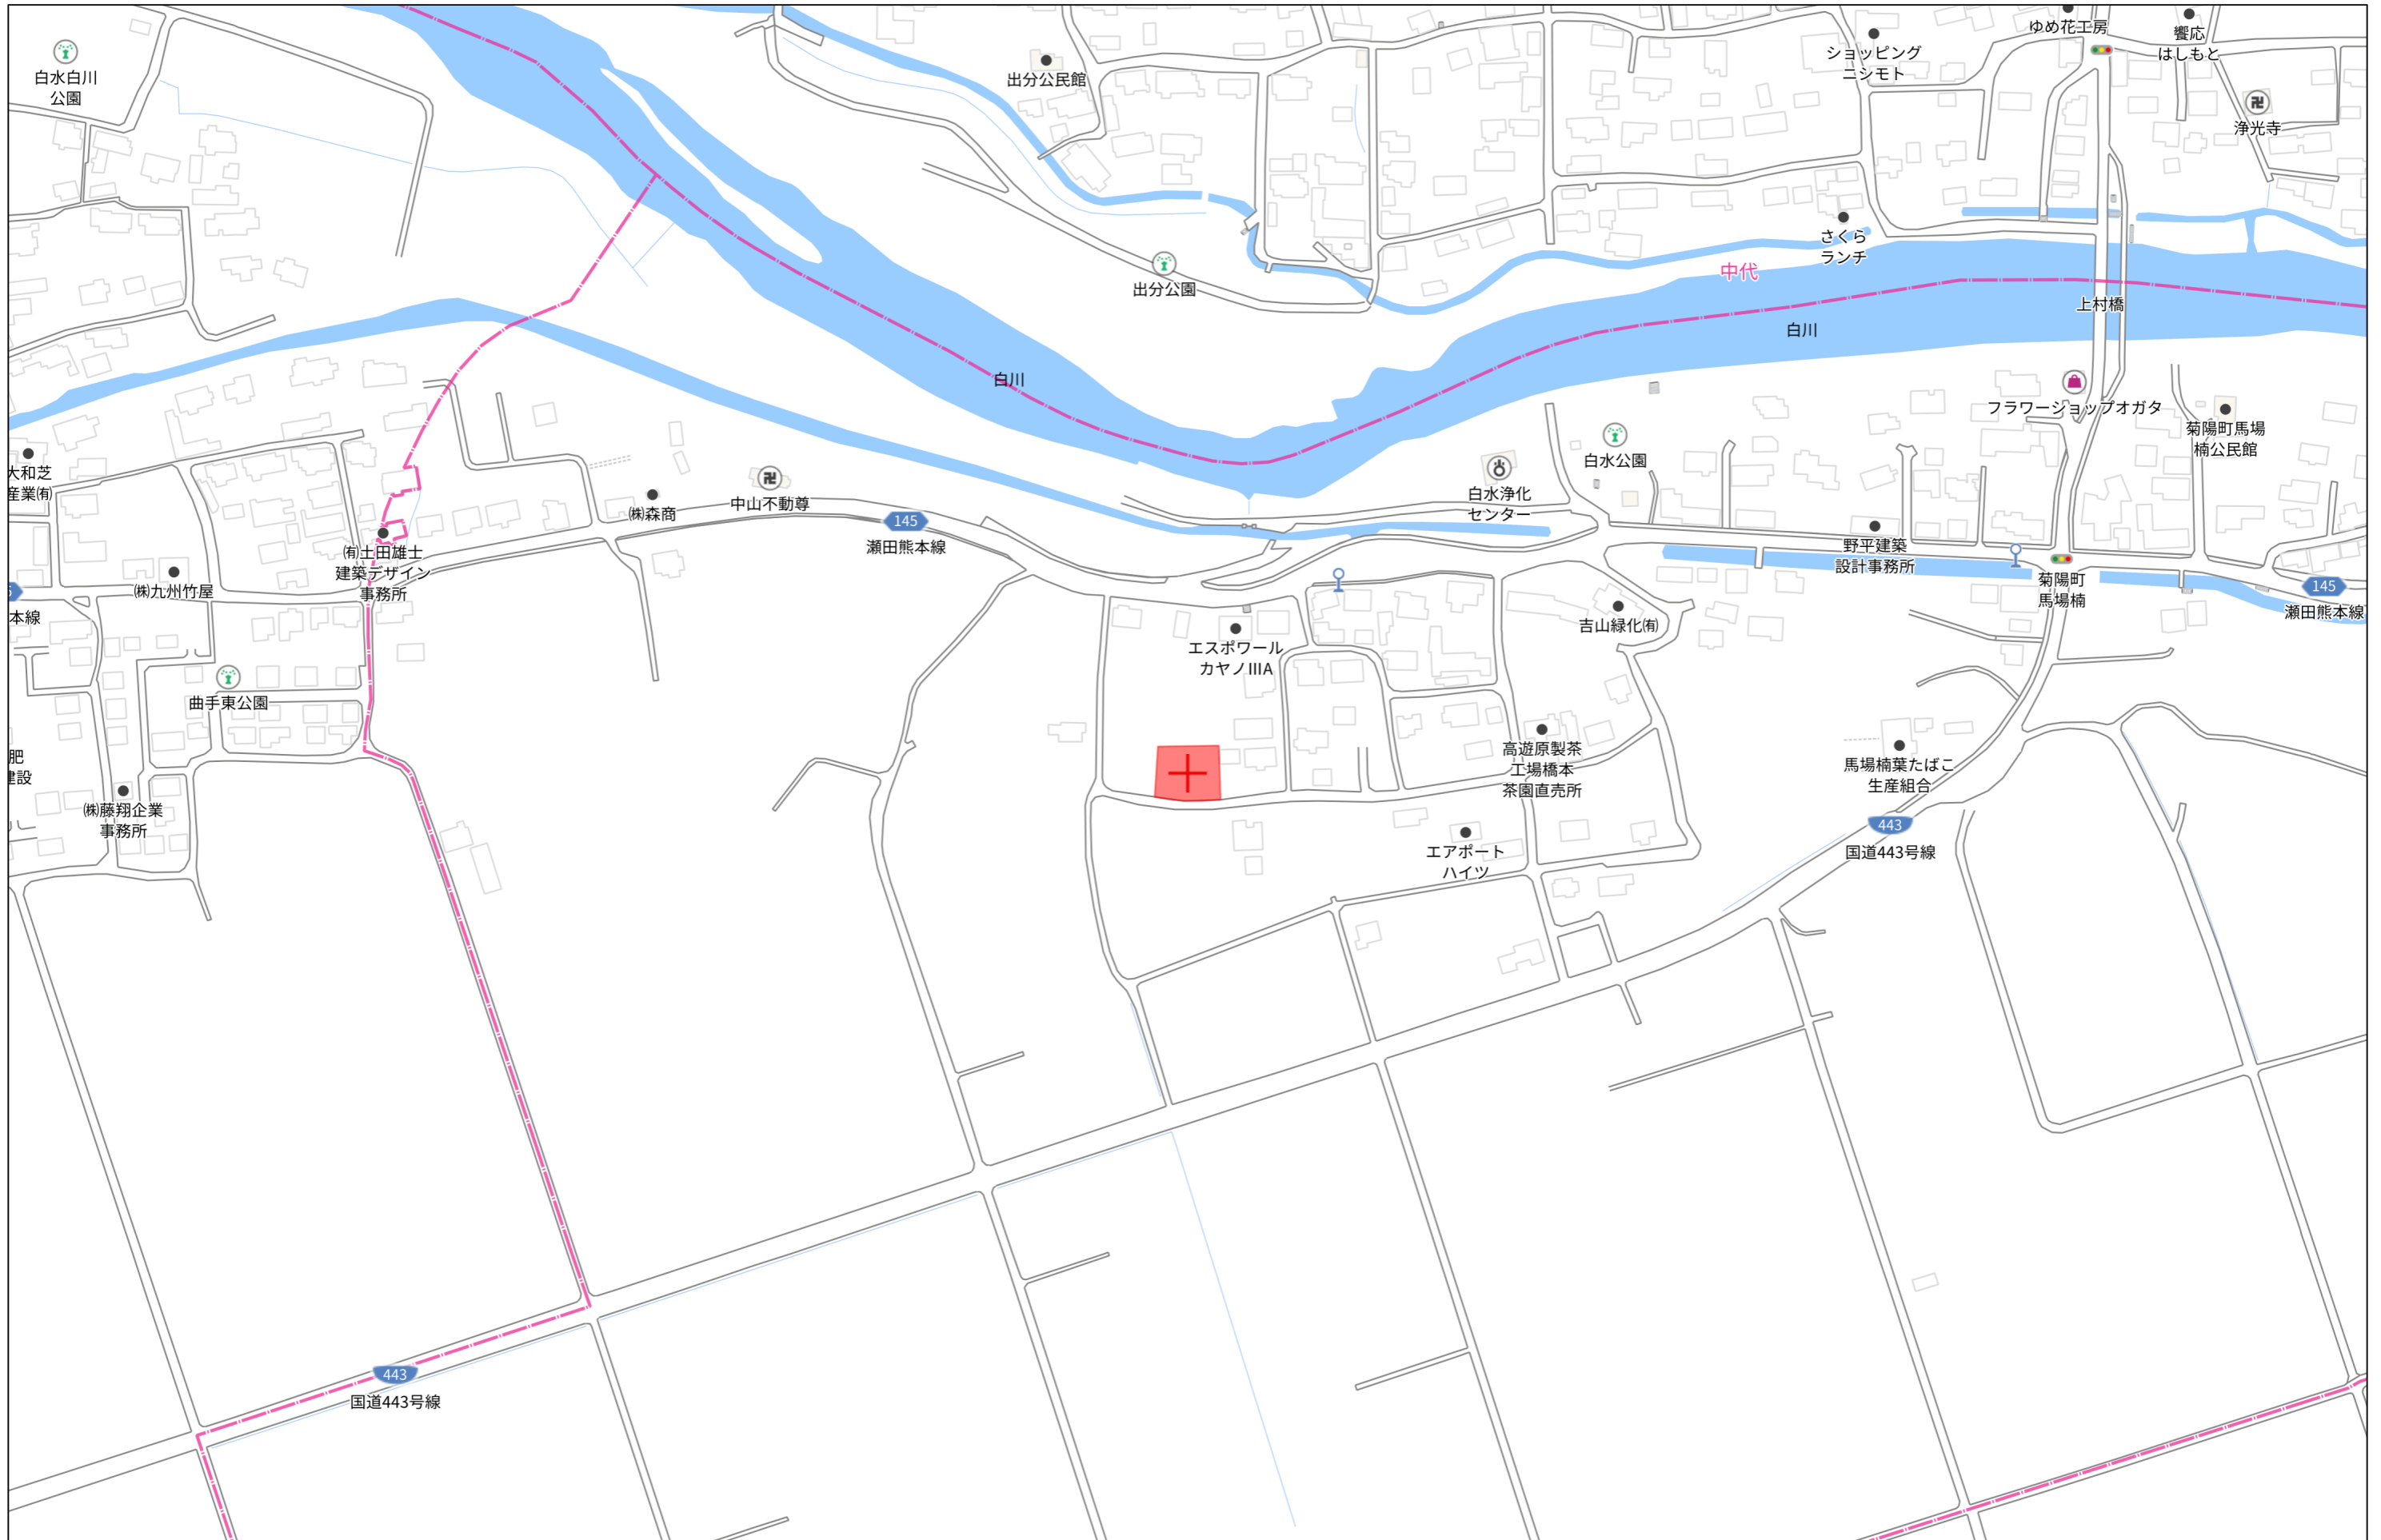 ゆめ花工房
饗応
はしもと
ショッピング
ニシモト
白水白川
公園
出分公民館
浄光寺
さくら
ランチ
中代
出分公園
上村橋
白川
白川
フラワーショップオガタ
菊陽町馬場
楠公民館
白水公園
大和芝
産業㈲
白水浄化
センター
中山不動尊
㈱森商
145
瀬田熊本線
野平建築
設計事務所
㈲土田雄士
建築デザイン
事務所
㈱九州竹屋
菊陽町
馬場楠
145
瀬田熊本線
本線
吉山緑化㈲
エスポワール
カヤノⅢA
曲手東公園
高遊原製茶
工場橋本
茶園直売所
肥
建設
馬場楠葉たばこ
生産組合
㈱藤翔企業
事務所
443
国道443号線
エアポート
ハイツ
443
国道443号線